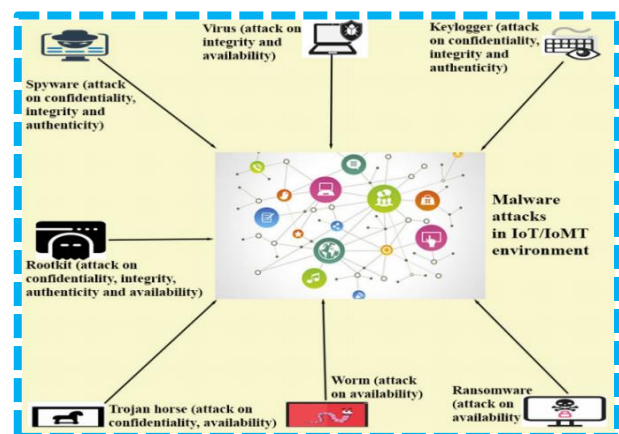 Virus (attack on
integrity and
availability)
Keylogger (attack
on confidentiality,
integrity and
authenticity)
Spyware (attack
on confidentiality,
integrity and
authenticity)
Malware
attacks
in IoT/IoMT
environment
Rootkit (attack on
confidentiality, integrity,
authenticity and availability)
Trojan horse (attack on
confidentiality, availability)
Worm (attack
on availability)
Ransomware
(attack on
availability